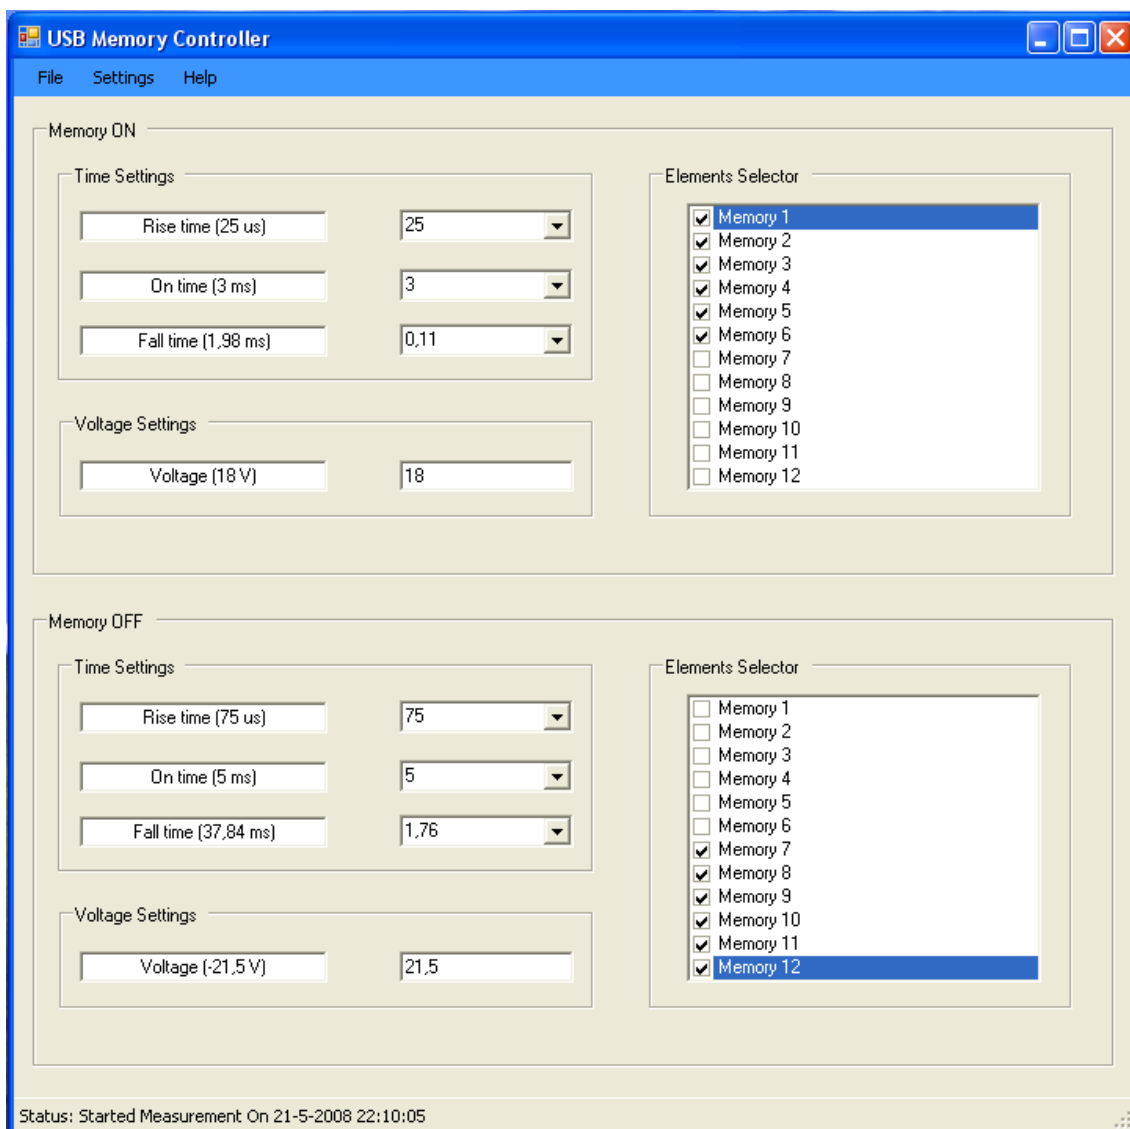 USB Memory Controller
File Settings Help
Memory ON
Time Settings
Rise time (25 us) 25
On time (3 ms) 3
Fall time (1,98 ms) 0,11
Voltage Settings
Voltage (18 V) 18
Elements Selector
Memory 1
Memory 2
Memory 3
Memory 4
Memory 5
Memory 6
Memory 7
Memory 8
Memory 9
Memory 10
Memory 11
Memory 12
Memory OFF
Time Settings
Rise time (75 us) 75
On time (5 ms) 5
Fall time (37,84 ms) 1,76
Voltage Settings
Voltage (-21,5 V) 21,5
Elements Selector
Memory 1
Memory 2
Memory 3
Memory 4
Memory 5
Memory 6
Memory 7
Memory 8
Memory 9
Memory 10
Memory 11
Memory 12
Status: Started Measurement On 21-5-2008 22:10:05